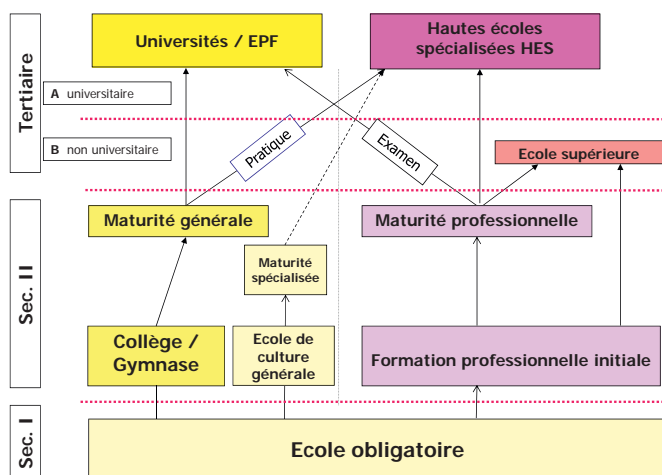 Tertiaire
Universités / EPF
Hautes écoles
spécialisées HES
A universitaire
B non universitaire
Pratique
Examen
Ecole supérieure
Sec. II
Maturité générale
Maturité professionnelle
Maturité
spécialisée
Collège /
Gymnase
Ecole de
culture
générale
Formation professionnelle initiale
Sec. I
Ecole obligatoire